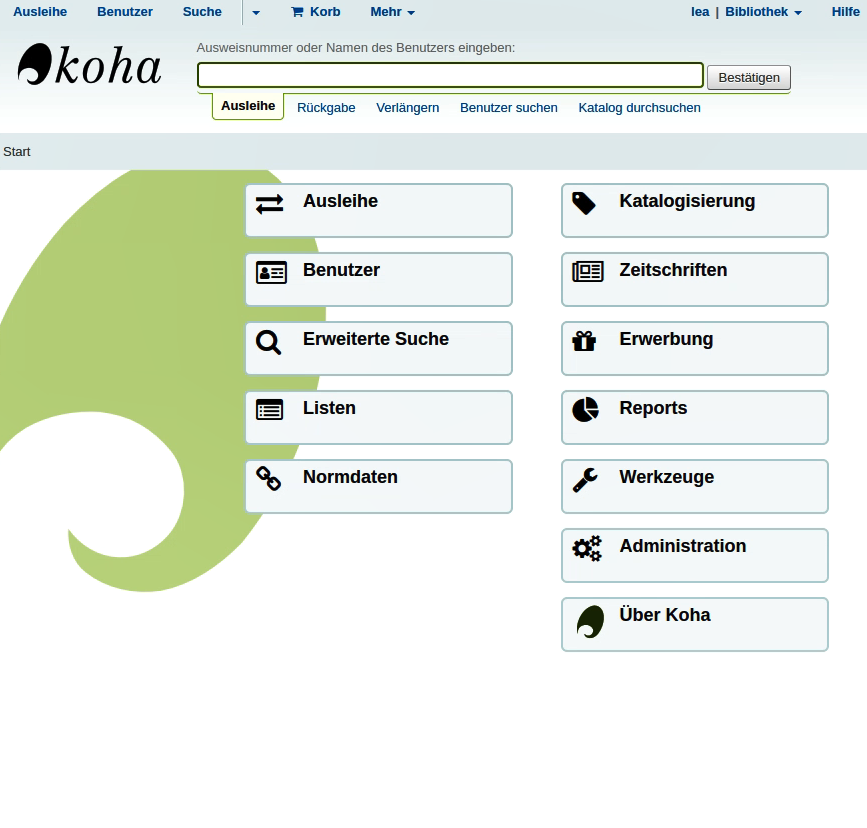 Ausleihe Benutzer Suche Korb Mehr lea | Bibliothek Hilfe
koha
Ausweisnummer oder Namen des Benutzers eingeben:
Bestätigen
Ausleihe Rückgabe Verlängern Benutzer suchen Katalog durchsuchen
Start
Ausleihe
Benutzer
Erweiterte Suche
Listen
Normdaten
Katalogisierung
Zeitschriften
Erwerbung
Reports
Werkzeuge
Administration
Über Koha